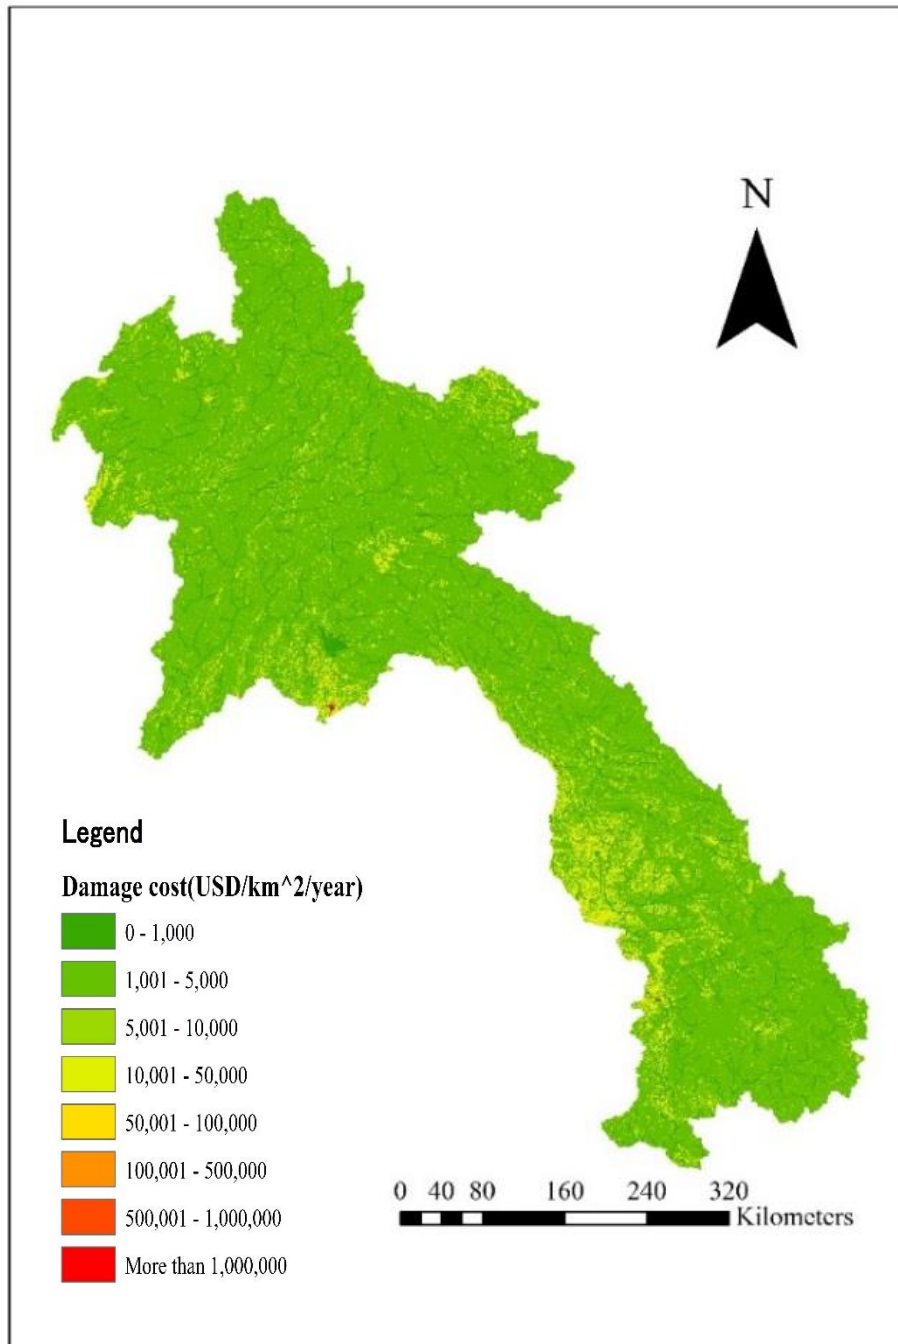 N
Legend
Damage cost(USD/km^2/year)
0 - 1,000
1,001 - 5,000
5,001 - 10,000
10,001 - 50,000
50,001 - 100,000
100,001 - 500,000
500,001 - 1,000,000
More than 1,000,000
0 40 80 160 240 320
Kilometers